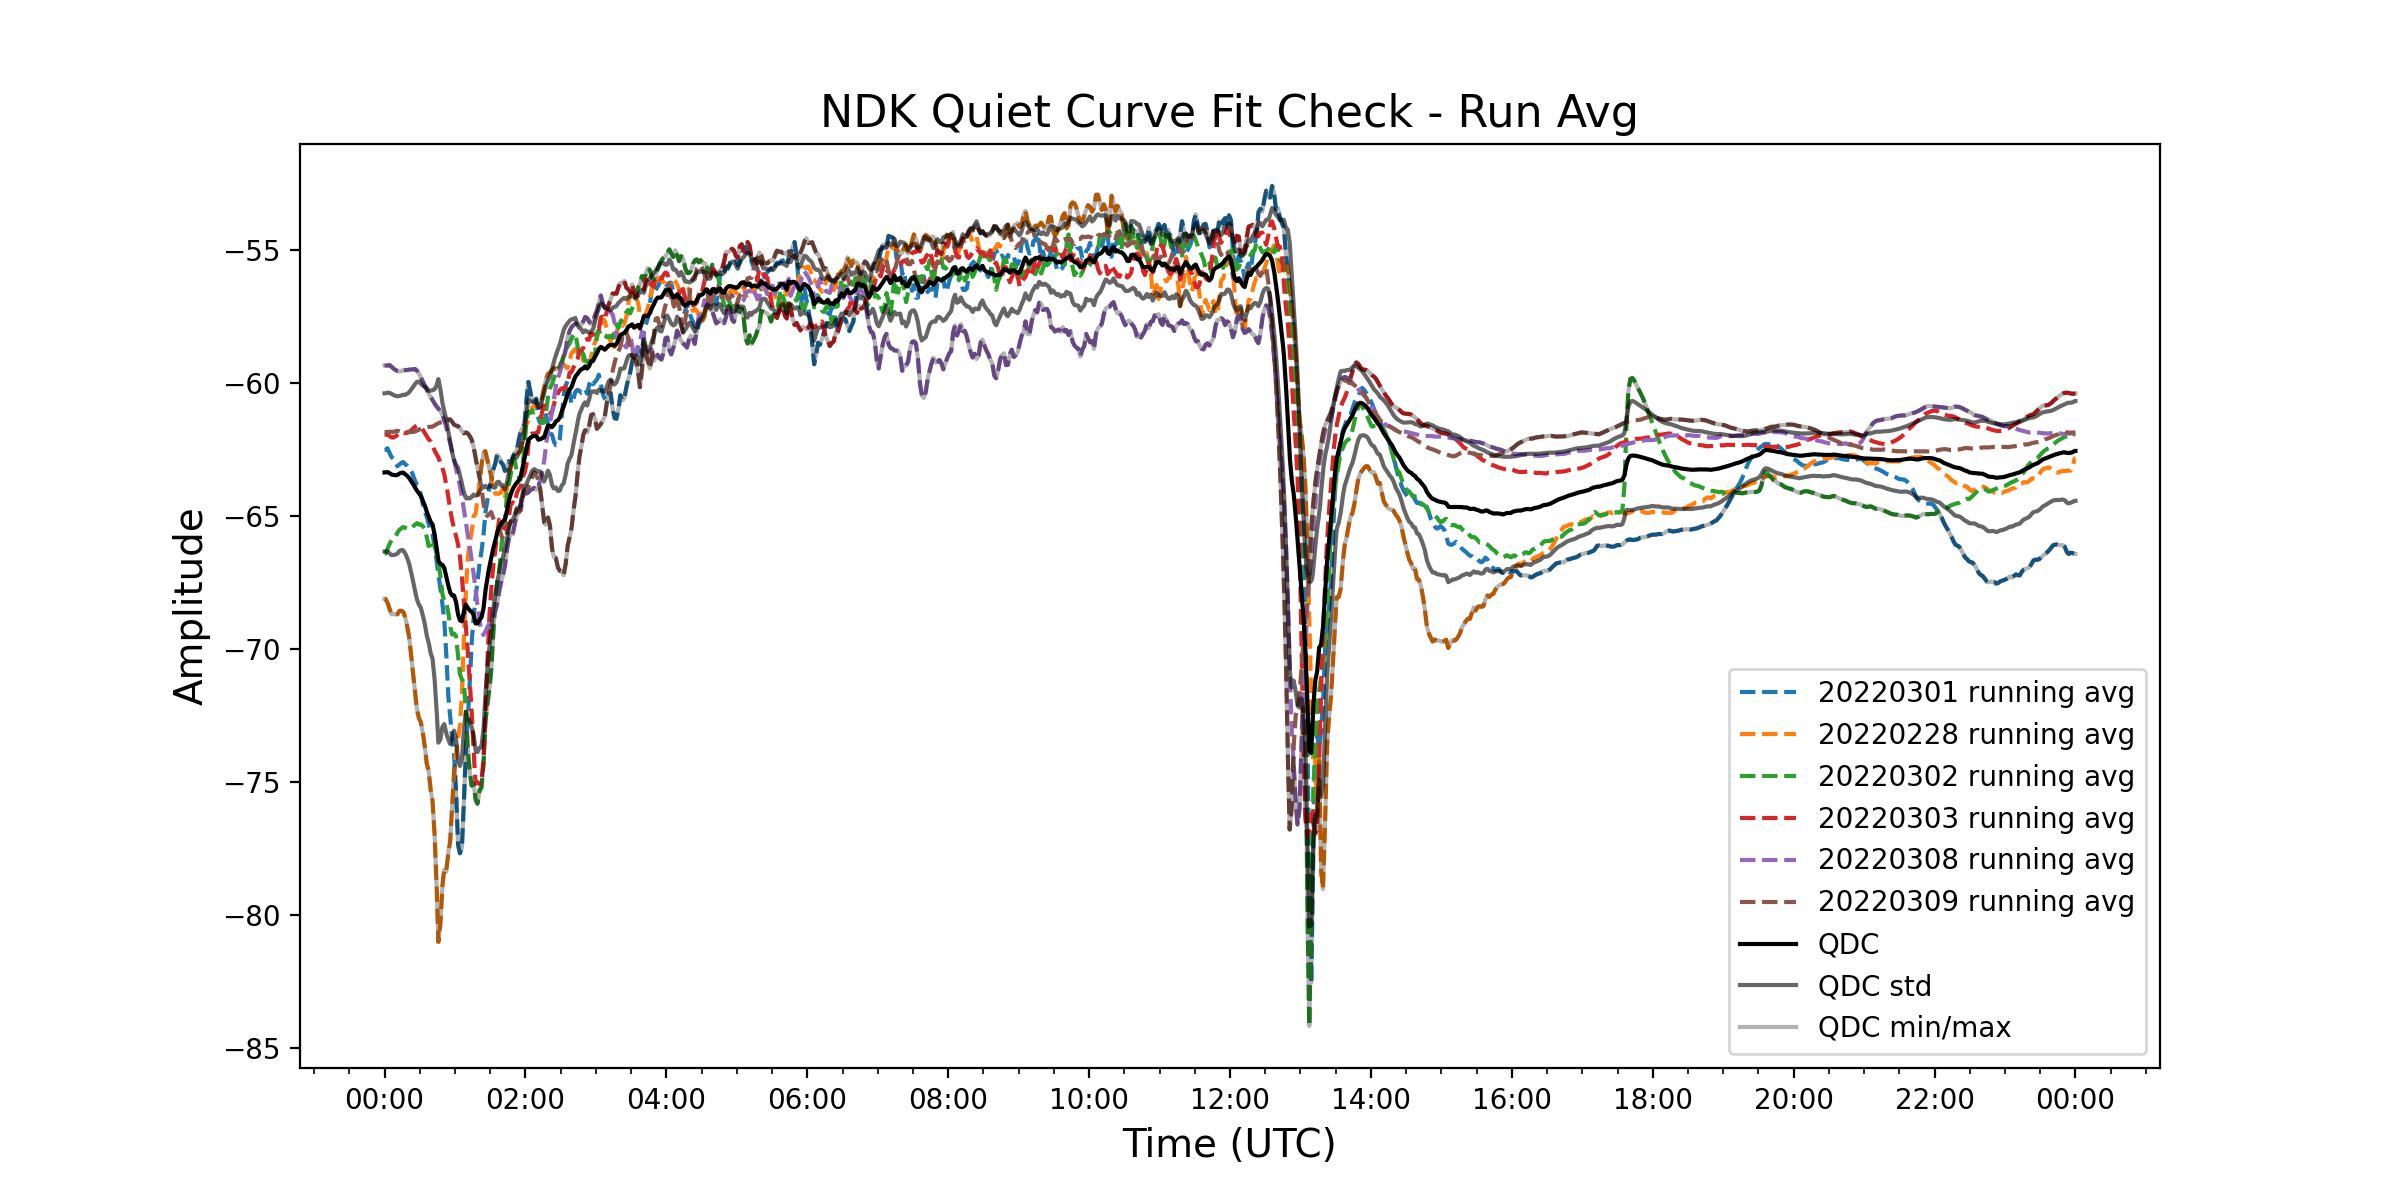 NDK Quiet Curve Fit Check - Run Avg
Amplitude
−55
−60
−65
−70
−75
−80
−85
20220301 running avg
20220228 running avg
20220302 running avg
20220303 running avg
20220308 running avg
20220309 running avg
QDC
QDC std
QDC min/max
00:00 02:00 04:00 06:00 08:00 10:00 12:00 14:00 16:00 18:00 20:00 22:00 00:00
Time (UTC)